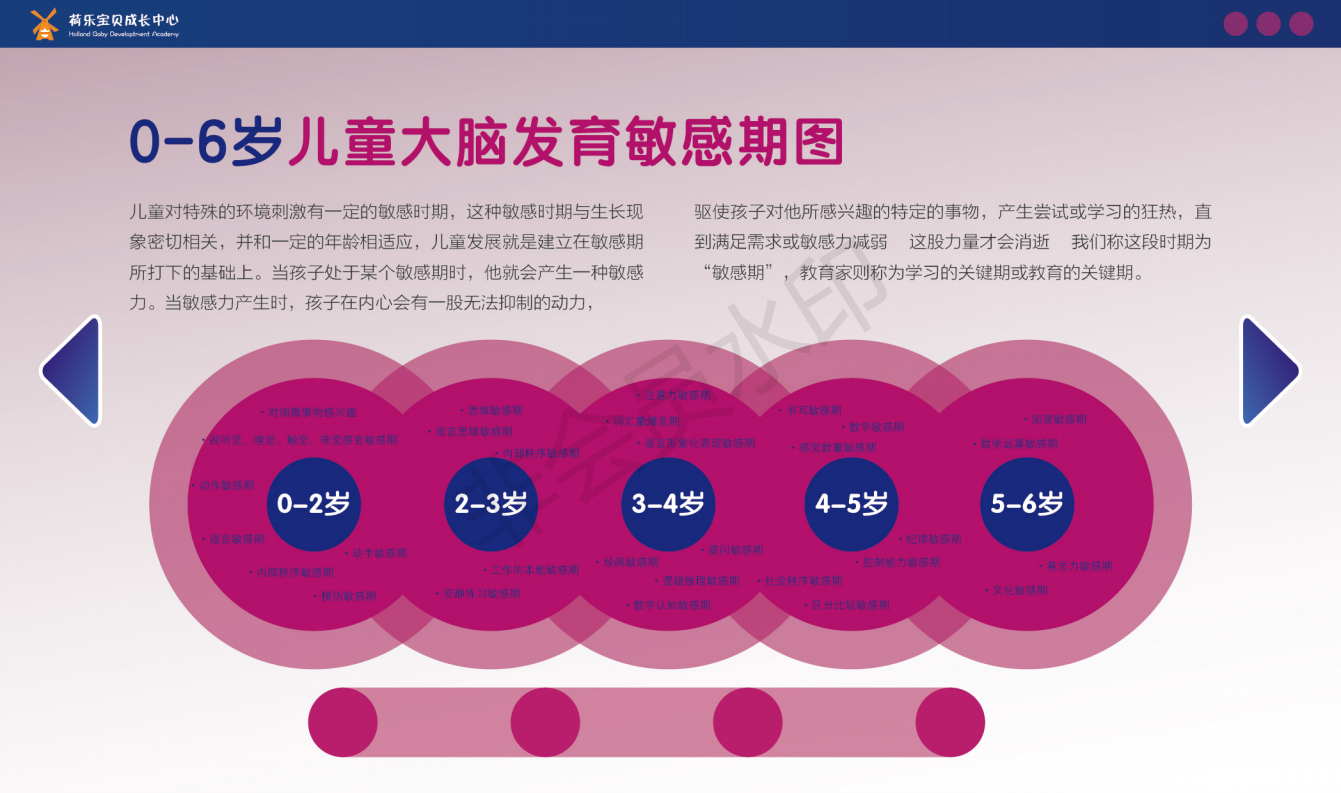 荷乐宝贝成长中心
Holland Baby Development Academy
0-6岁儿童大脑发育敏感期图
儿童对特殊的环境刺激有一定的敏感时期，这种敏感时期与生长现
象密切相关，并和一定的年龄相适应，儿童发展就是建立在敏感期
所打下的基础上。当孩子处于某个敏感期时，他就会产生一种敏感
力。当敏感力产生时，孩子在内心会有一股无法抑制的动力，
驱使孩子对他所感兴趣的特定的事物，产生尝试或学习的狂热，直
到满足需求或敏感力减弱 这股力量才会消逝 我们称这段时期为
“敏感期”，教育家则称为学习的关键期或教育的关键期。
·对细微事物感兴趣
·视听觉、嗅觉、触觉、味觉感官敏感期
·动作敏感期
0-2岁
·语言敏感期
·动手敏感期
·内部秩序敏感期
·模仿敏感期
·思维敏感期
·语言思维敏感期
·内部秩序敏感期
2-3岁
·工作的本能敏感期
·安静练习敏感期
·注意力敏感期
·词汇量爆发期
·语言形象化表现敏感期
3-4岁
·提问敏感期
·绘画敏感期
·逻辑推理敏感期
·数字认知敏感期
·书写敏感期
·数字敏感期
·感觉数量敏感期
4-5岁
·纪律敏感期
·控制能力敏感期
·社会秩序敏感期
·区分比较敏感期
·阅读敏感期
·数学运算敏感期
5-6岁
·意志力敏感期
·文化敏感期
非会员水印